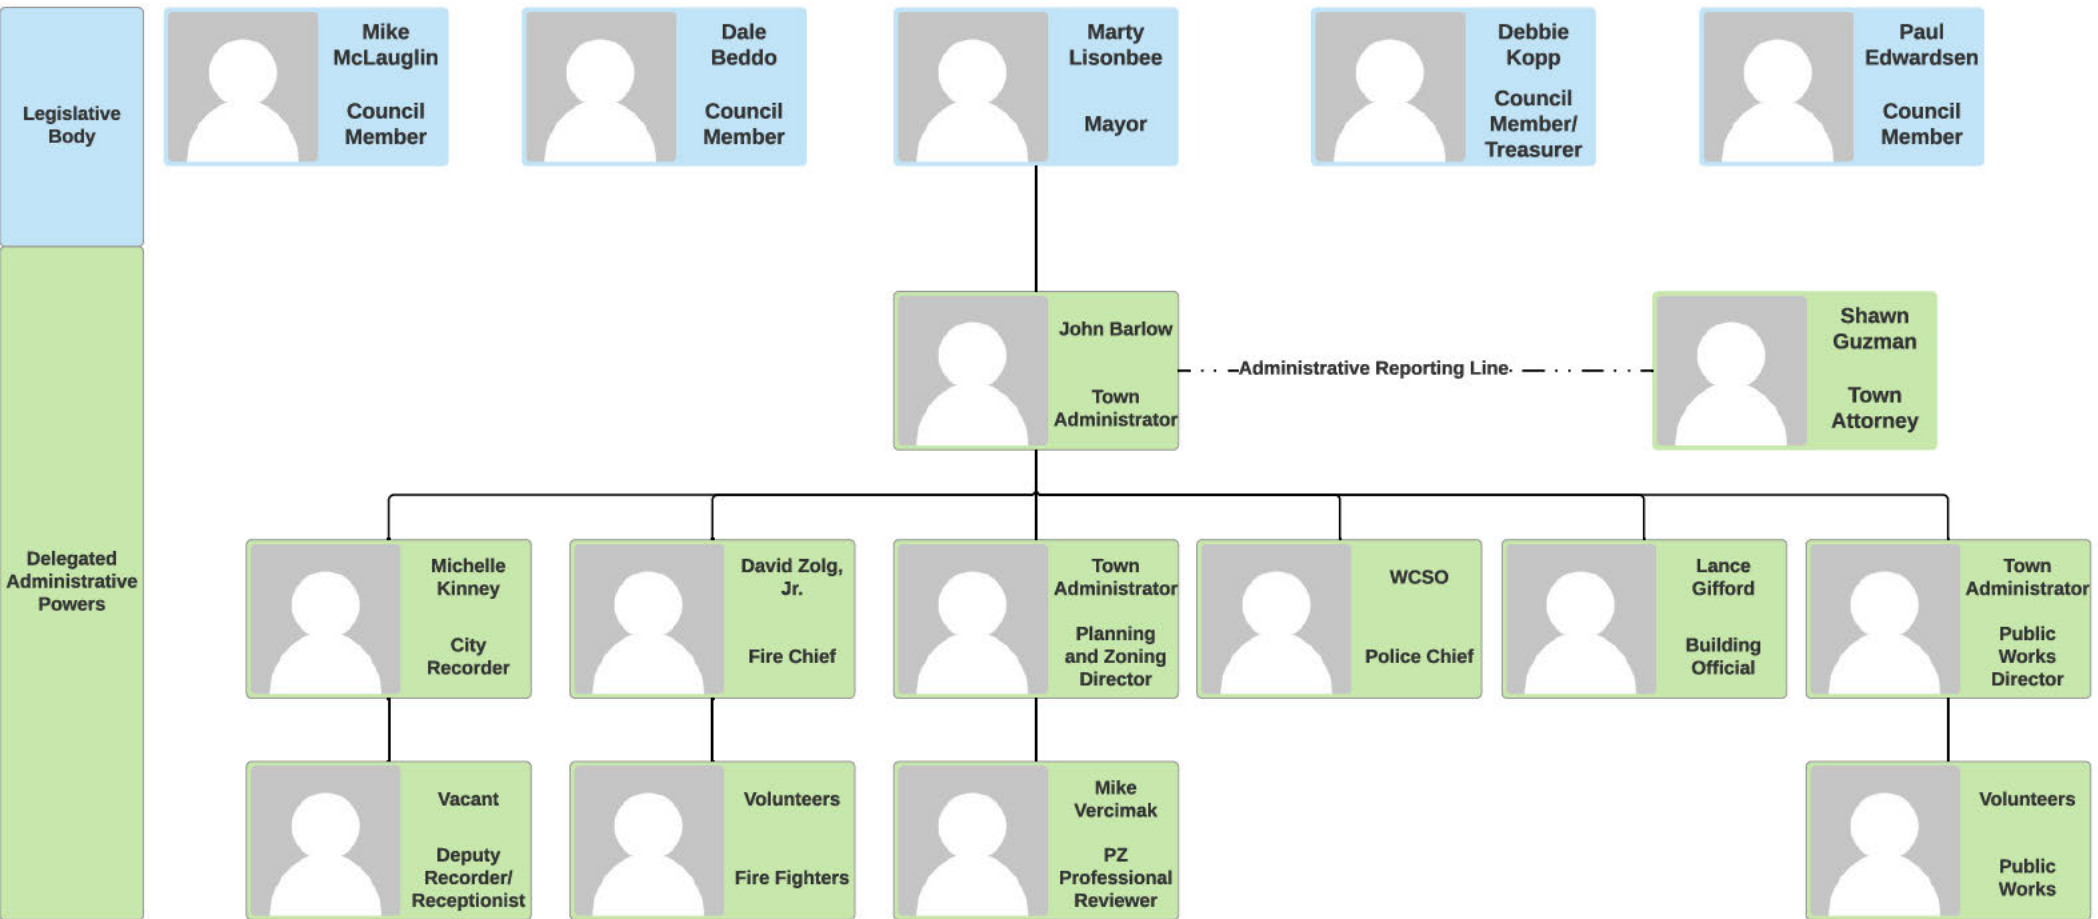 Legislative
Body
Mike
McLauglin
Council
Member
Dale
Beddo
Council
Member
Marty
Lisonbee
Mayor
Debbie
Kopp
Council
Member/
Treasurer
Paul
Edwardsen
Council
Member
Delegated
Administrative
Powers
John Barlow
Town
Administrator
Administrative Reporting Line
Shawn
Guzman
Town
Attorney
Michelle
Kinney
City
Recorder
David Zolg,
Jr.
Fire Chief
Town
Administrator
Planning
and Zoning
Director
WCSO
Police Chief
Lance
Gifford
Building
Official
Town
Administrator
Public
Works
Director
Vacant
Deputy
Recorder/
Receptionist
Volunteers
Fire Fighters
Mike
Vercimak
PZ
Professional
Reviewer
Volunteers
Public
Works